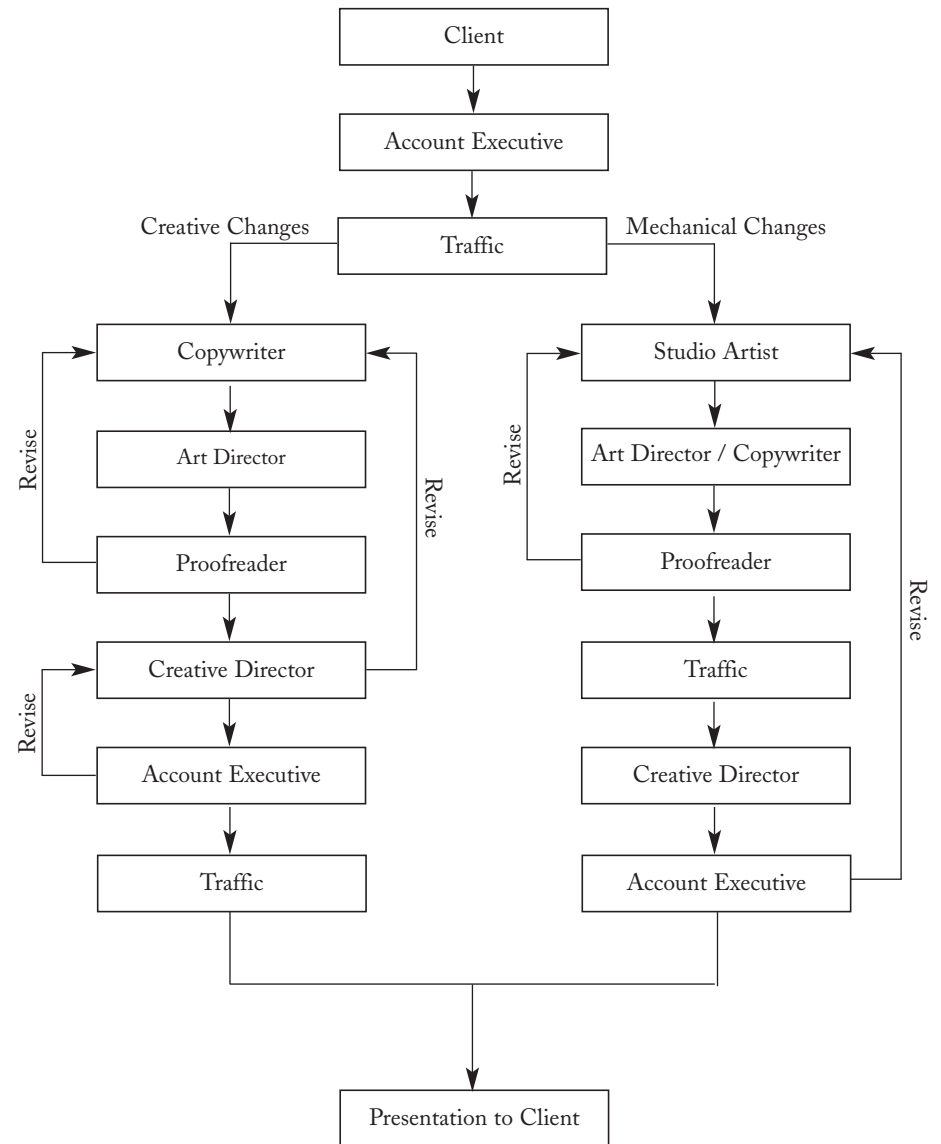 Client
Account Executive
Creative Changes
Mechanical Changes
Traffic
Copywriter
Studio Artist
Revise
Art Director
Revise
Revise
Art Director / Copywriter
Proofreader
Proofreader
Revise
Creative Director
Traffic
Revise
Account Executive
Creative Director
Traffic
Account Executive
Presentation to Client